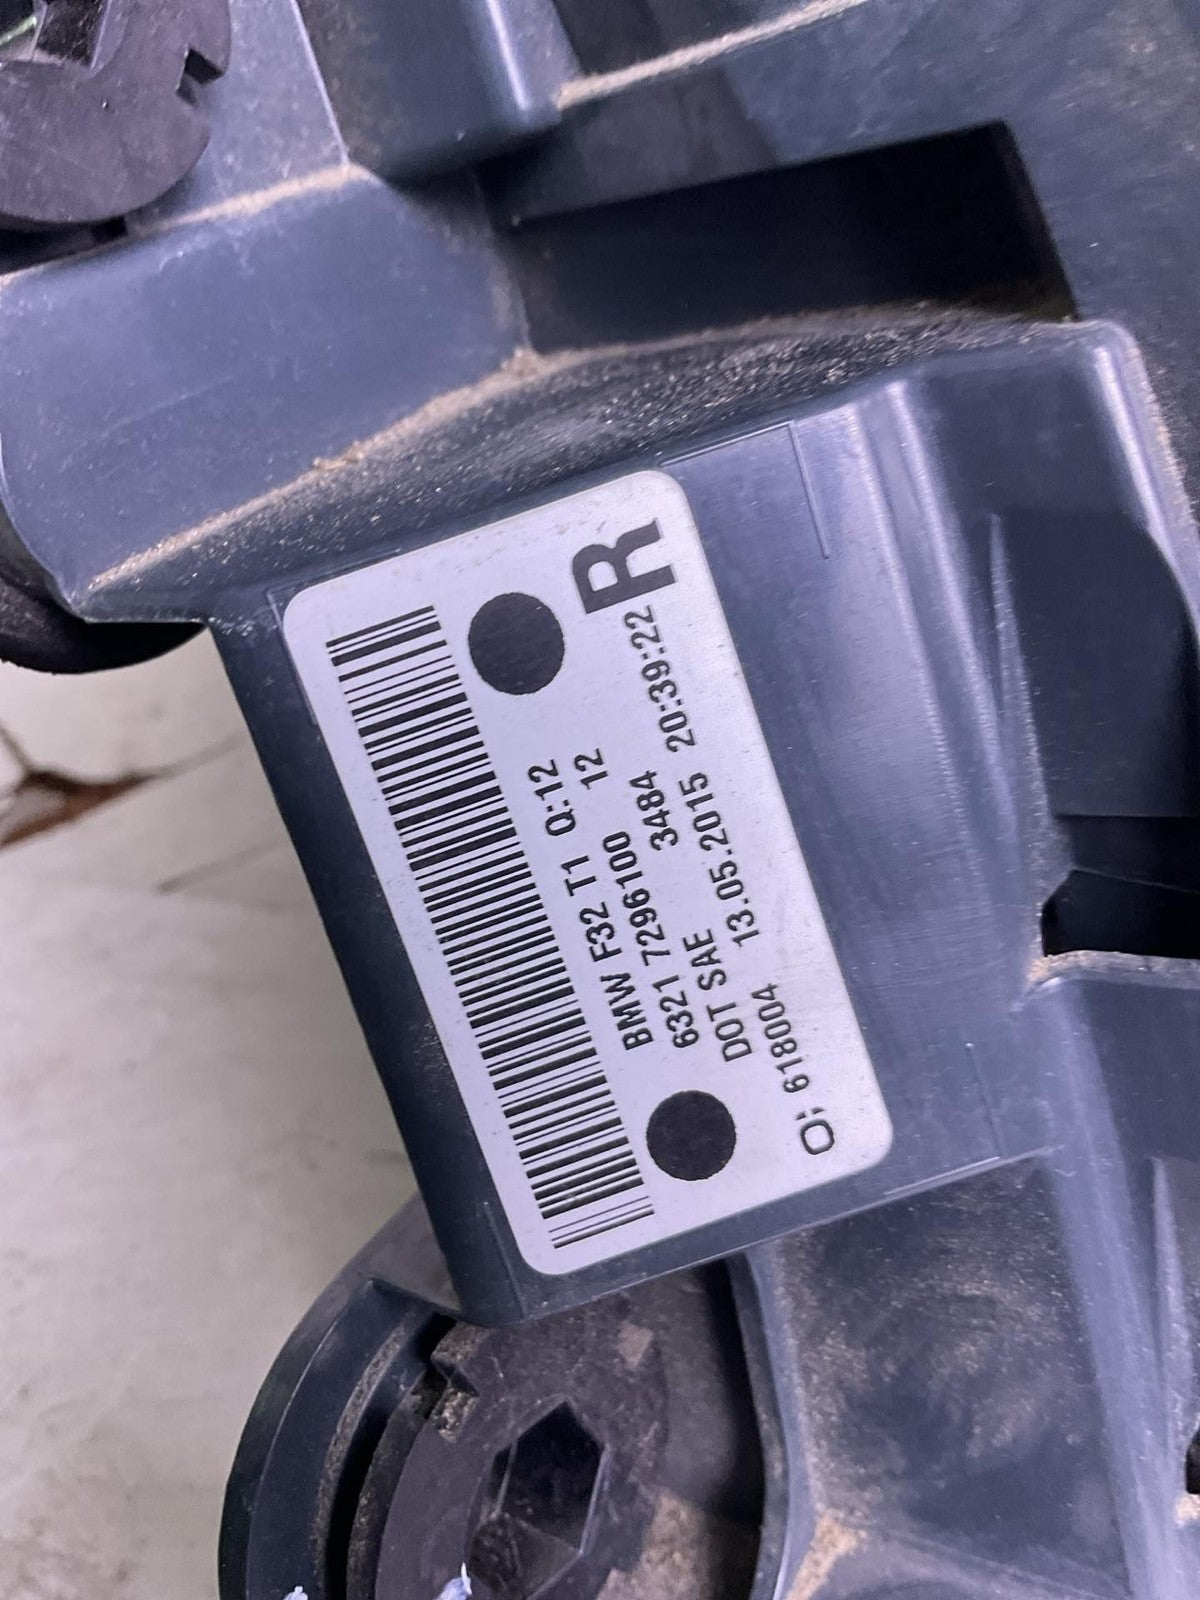 R
BMW F32 T1 Q:12
6321 7296100 12
DOT SAE 3484
O; 618004 13.05.2015 20:39:22